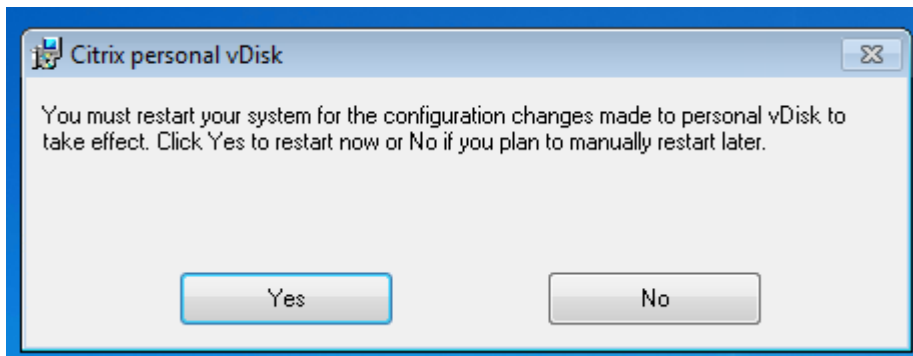 Citrix personal vDisk
You must restart your system for the configuration changes made to personal vDisk to
take effect. Click Yes to restart now or No if you plan to manually restart later.
Yes
No